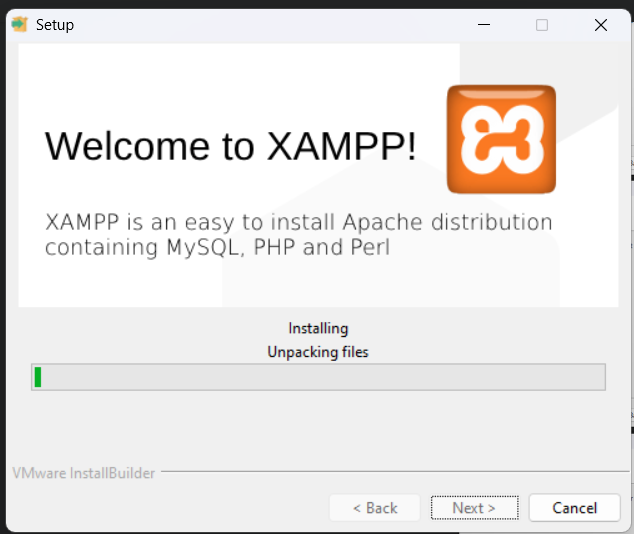 Setup
Welcome to XAMPP!
XAMPP is an easy to install Apache distribution
containing MySQL, PHP and Perl
Installing
Unpacking files
VMware InstallBuilder
< Back
Next >
Cancel